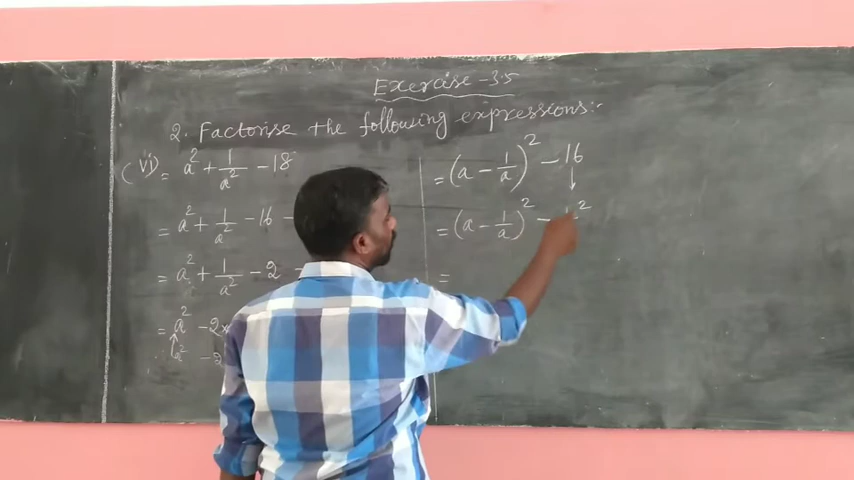 Exercise - 3.5
2. Factorise the following expressions:-
(vi) a² + 1/a² - 18
= a² + 1/a² - 16 -
= a² + 1/a² - 2 -
= a² - 2×
a² - 2
= (a - 1/a)² - 16
= (a - 1/a)² - ²
=